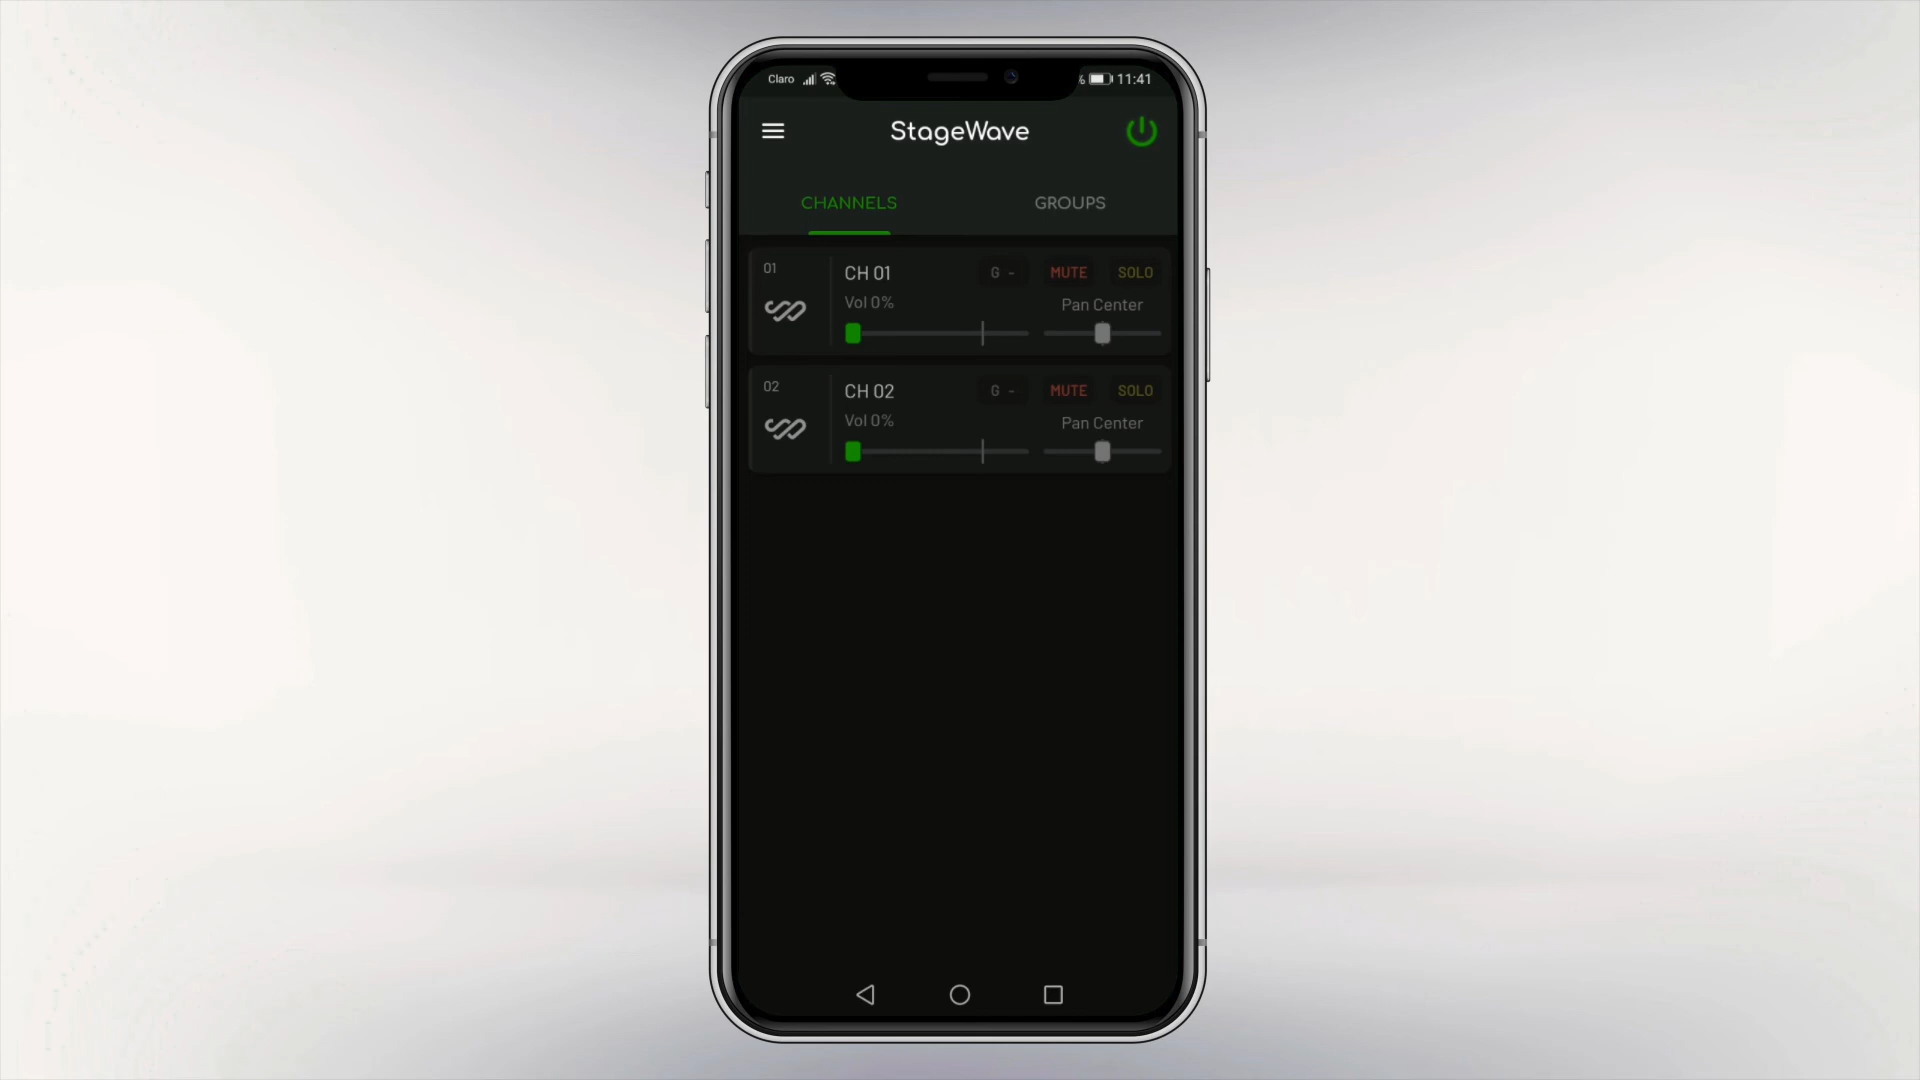 Claro
11:41
StageWave
CHANNELS GROUPS
01 CH 01 G - MUTE SOLO
Vol 0% Pan Center
02 CH 02 G - MUTE SOLO
Vol 0% Pan Center